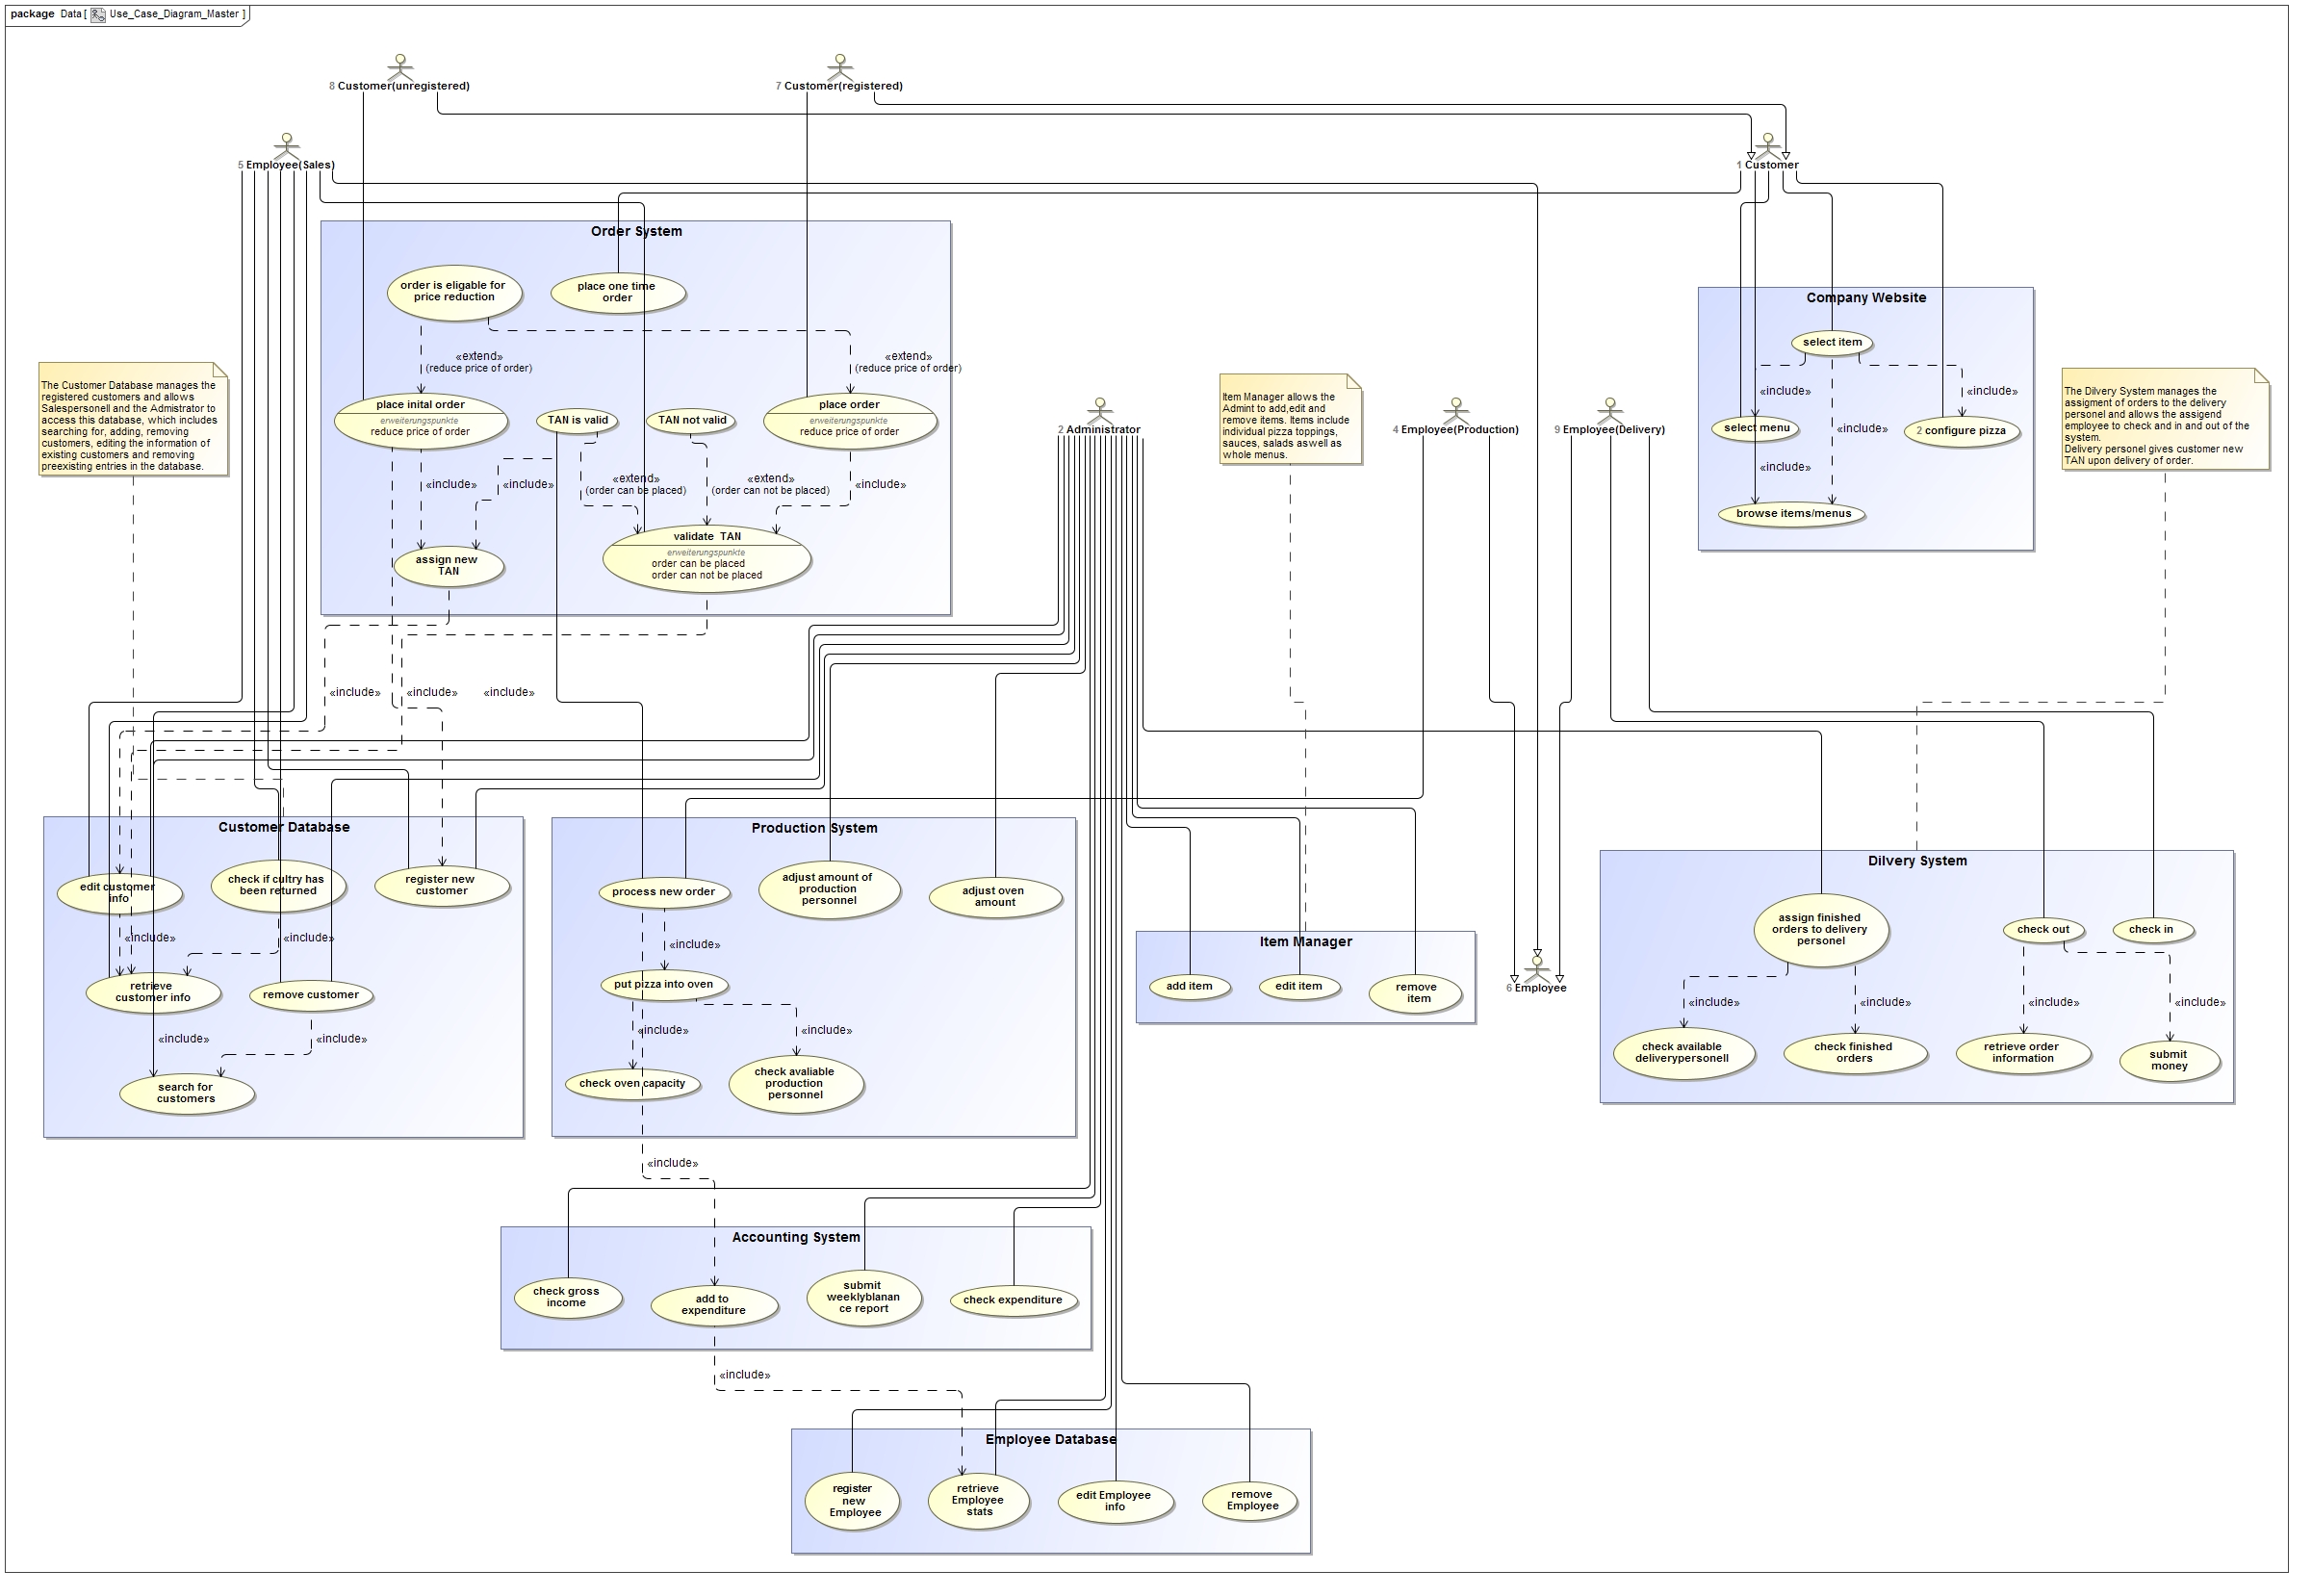 package Data [ Use_Case_Diagram_Master ]
8 Customer(unregistered)
7 Customer(registered)
5 Employee(Sales)
1 Customer
Order System
order is eligable for
price reduction
place one time
order
«extend»
(reduce price of order)
«extend»
(reduce price of order)
place inital order
erweiterungspunkte
reduce price of order
TAN is valid
TAN not valid
place order
erweiterungspunkte
reduce price of order
«include»
«include»
«extend»
(order can be placed)
«extend»
(order can not be placed)
«include»
assign new
TAN
validate TAN
erweiterungspunkte
order can be placed
order can not be placed
Company Website
select item
«include»
«include»
select menu
«include»
2 configure pizza
«include»
browse items/menus
The Customer Database manages the
registered customers and allows
Salespersonell and the Admistrator to
access this database, which includes
searching for, adding, removing
customers, editing the information of
existing customers and removing
preexisting entries in the database.
2 Administrator
Item Manager allows the
Admint to add,edit and
remove items. Items include
individual pizza toppings,
sauces, salads aswell as
whole menus.
4 Employee(Production)
9 Employee(Delivery)
The Dilvery System manages the
assigment of orders to the delivery
personel and allows the assigend
employee to check and in and out of the
system.
Delivery personel gives customer new
TAN upon delivery of order.
«include»
«include»
«include»
Customer Database
edit customer
info
check if cultry has
been returned
register new
customer
«include»
«include»
retrieve
customer info
remove customer
«include»
«include»
search for
customers
Production System
process new order
adjust amount of
production
personnel
adjust oven
amount
«include»
put pizza into oven
«include»
«include»
check oven capacity
check avaliable
production
personnel
«include»
Item Manager
add item
edit item
remove
item
6 Employee
Dilvery System
assign finished
orders to delivery
personel
check out
check in
«include»
«include»
«include»
«include»
check available
deliverypersonell
check finished
orders
retrieve order
information
submit
money
Accounting System
check gross
income
add to
expenditure
submit
weeklyblanan
ce report
check expenditure
«include»
Employee Database
register
new
Employee
retrieve
Employee
stats
edit Employee
info
remove
Employee